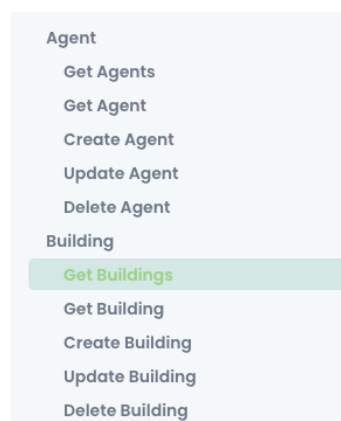 Agent
Get Agents
Get Agent
Create Agent
Update Agent
Delete Agent
Building
Get Buildings
Get Building
Create Building
Update Building
Delete Building